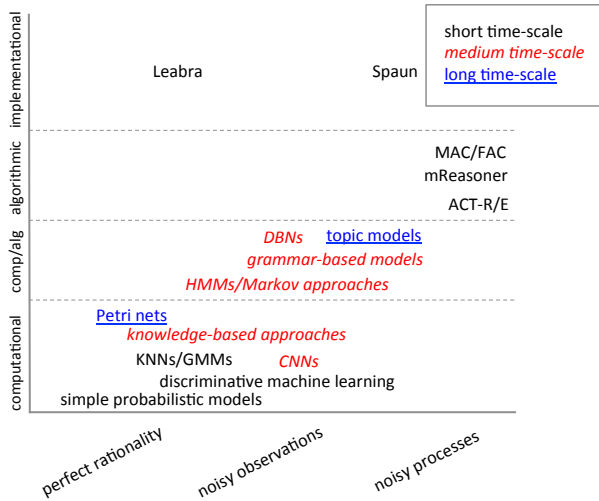 short time-scale
medium time-scale
long time-scale
implementational
Leabra
Spaun
algorithmic
MAC/FAC
mReasoner
ACT-R/E
comp/alg
DBNs
topic models
grammar-based models
HMMs/Markov approaches
computational
Petri nets
knowledge-based approaches
KNNs/GMMs
CNNs
discriminative machine learning
simple probabilistic models
perfect rationality
noisy observations
noisy processes